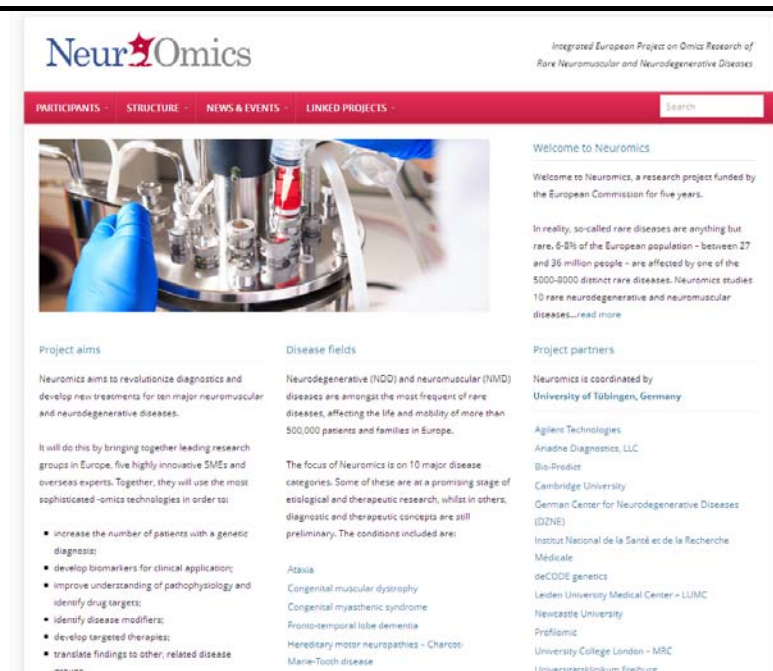 NeurOmics
Integrated European Project on Omics Research of
Rare Neuromuscular and Neurodegenerative Diseases
PARTICIPANTS
STRUCTURE
NEWS & EVENTS
LINKED PROJECTS
Search
Welcome to Neuromics
Welcome to Neuromics, a research project funded by
the European Commission for five years.
In reality, so-called rare diseases are anything but
rare. 6-8% of the European population – between 27
and 36 million people – are affected by one of the
5000-8000 distinct rare diseases. Neuromics studies
10 rare neurodegenerative and neuromuscular
diseases...read more
Project aims
Neuromics aims to revolutionize diagnostics and
develop new treatments for ten major neuromuscular
and neurodegenerative diseases.
It will do this by bringing together leading research
groups in Europe, five highly innovative SMEs and
overseas experts. Together, they will use the most
sophisticated -omics technologies in order to:
increase the number of patients with a genetic
diagnosis;
develop biomarkers for clinical application;
improve understanding of pathophysiology and
identify drug targets;
identify disease modifiers;
develop targeted therapies;
translate findings to other, related disease
Disease fields
Neurodegenerative (NDD) and neuromuscular (NMD)
diseases are amongst the most frequent of rare
diseases, affecting the life and mobility of more than
500,000 patients and families in Europe.
The focus of Neuromics is on 10 major disease
categories. Some of these are at a promising stage of
etiological and therapeutic research, whilst in others,
diagnostic and therapeutic concepts are still
preliminary. The conditions included are:
Ataxia
Congenital muscular dystrophy
Congenital myasthenic syndrome
Fronto-temporal lobe dementia
Hereditary motor neuropathies – Charcot-
Marie-Tooth disease
Project partners
Neuromics is coordinated by
University of Tübingen, Germany
Agilent Technologies
Ariadne Diagnostics, LLC
Bio-Prodict
Cambridge University
German Center for Neurodegenerative Diseases
(DZNE)
Institut National de la Santé et de la Recherche
Médicale
deCODE genetics
Leiden University Medical Center – LUMC
Newcastle University
Profilomic
University College London – MRC
Universitätsklinikum Freiburg